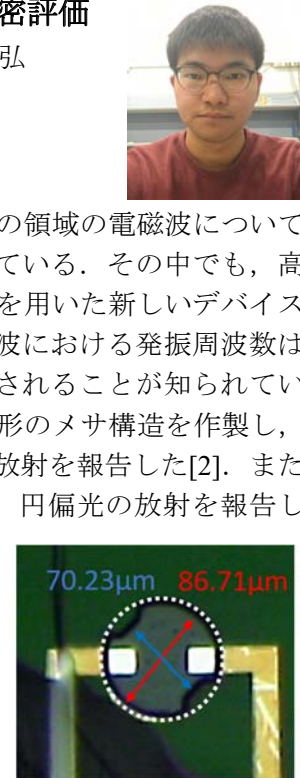 密評価
弘
の領域の電磁波について
ている．その中でも，高
を用いた新しいデバイス
波における発振周波数は
されることが知られてい
形のメサ構造を作製し，
放射を報告した[2]．また
円偏光の放射を報告し
70.23μm 86.71μm